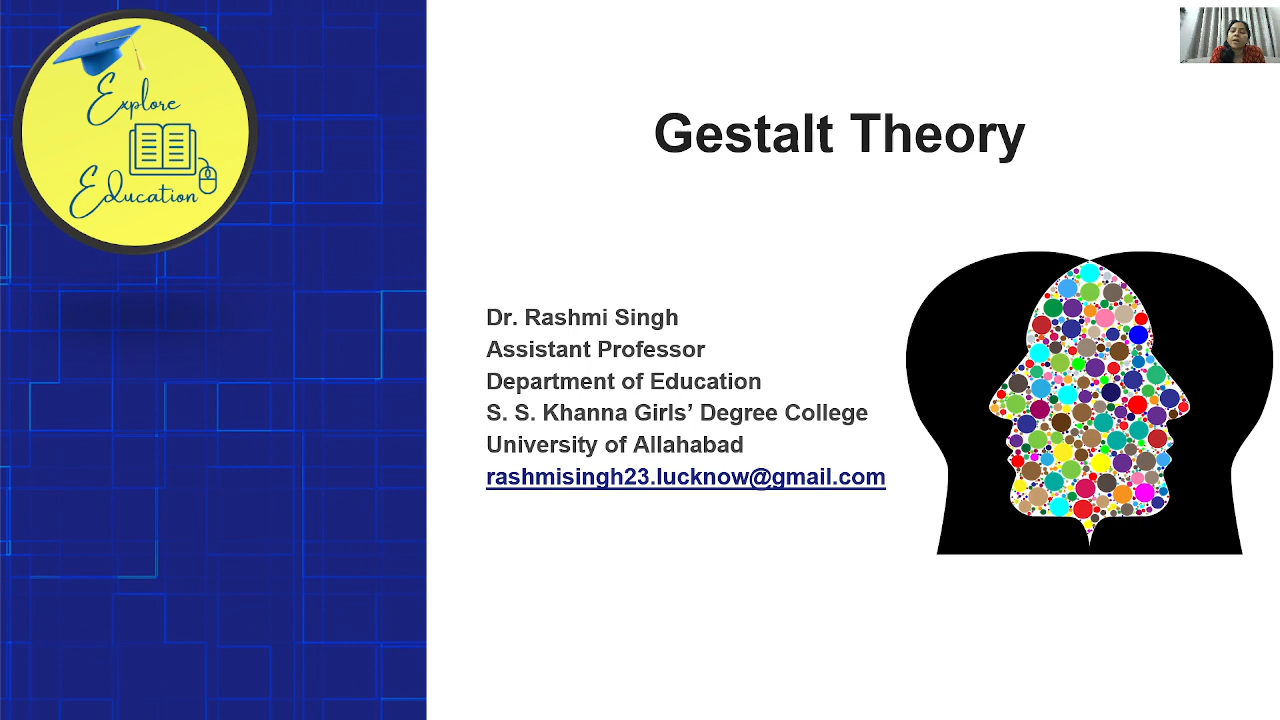 Explore
Education
Gestalt Theory
Dr. Rashmi Singh
Assistant Professor
Department of Education
S. S. Khanna Girls’ Degree College
University of Allahabad
rashmisingh23.lucknow@gmail.com